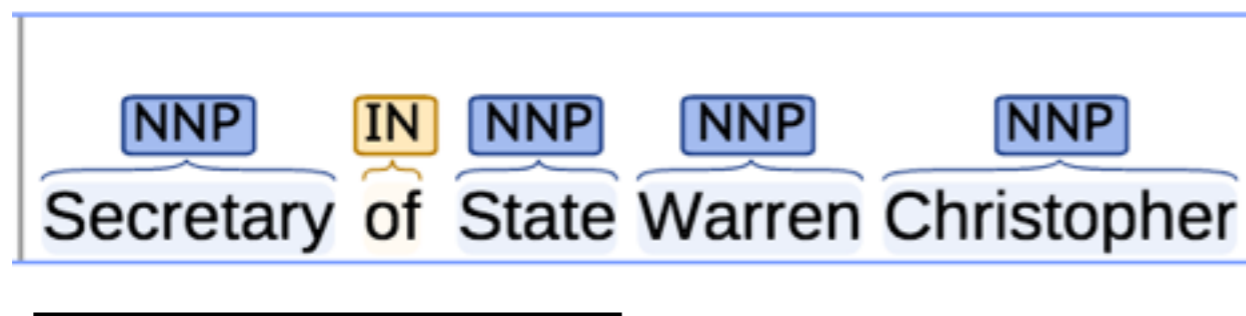 NNP IN NNP NNP NNP
Secretary of State Warren Christopher